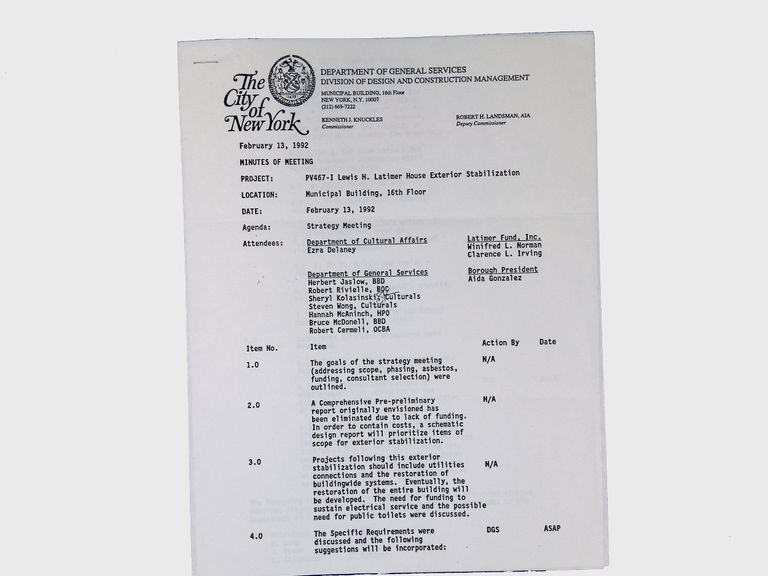 The
City
of
New York
DEPARTMENT OF GENERAL SERVICES
DIVISION OF DESIGN AND CONSTRUCTION MANAGEMENT
MUNICIPAL BUILDING, 16th Floor
NEW YORK, N.Y. 10007
(212) 669-7222
KENNETH J. KNUCKLES
Commissioner
ROBERT H. LANDSMAN, AIA
Deputy Commissioner
February 13, 1992
MINUTES OF MEETING
PROJECT: PV467-I Lewis H. Latimer House Exterior Stabilization
LOCATION: Municipal Building, 16th Floor
DATE: February 13, 1992
Agenda: Strategy Meeting
Attendees: Department of Cultural Affairs
Ezra Delaney
Latimer Fund, Inc.
Winifred L. Norman
Clarence L. Irving
Department of General Services
Herbert Jaslow, BBD
Robert Rivielle,
Sheryl Kolasinski, Culturals
Steven Wong, Culturals
Hannah McAninch, HPO
Bruce McDonell, BBD
Robert Cermeli, OCBA
Borough President
Aida Gonzalez
Item No. Item Action By Date
1.0 The goals of the strategy meeting N/A
(addressing scope, phasing, asbestos,
funding, consultant selection) were
outlined.
2.0 A Comprehensive Pre-preliminary N/A
report originally envisioned has
been eliminated due to lack of funding.
In order to contain costs, a schematic
design report will prioritize items of
scope for exterior stabilization.
3.0 Projects following this exterior
stabilization should include utilities N/A
connections and the restoration of
buildingwide systems. Eventually, the
restoration of the entire building will
be developed. The need for funding to
sustain electrical service and the possible
need for public toilets were discussed.
4.0 The Specific Requirements were DGS ASAP
discussed and the following
suggestions will be incorporated: